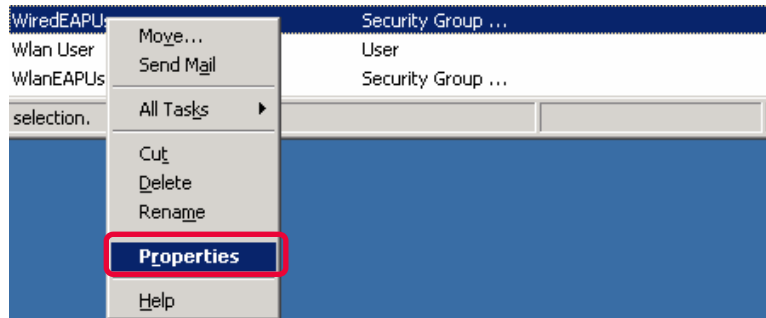 WiredEAPUs Security Group ...
Wlan User User
WlanEAPUs Security Group ...
selection.
Move...
Send Mail
All Tasks
Cut
Delete
Rename
Properties
Help